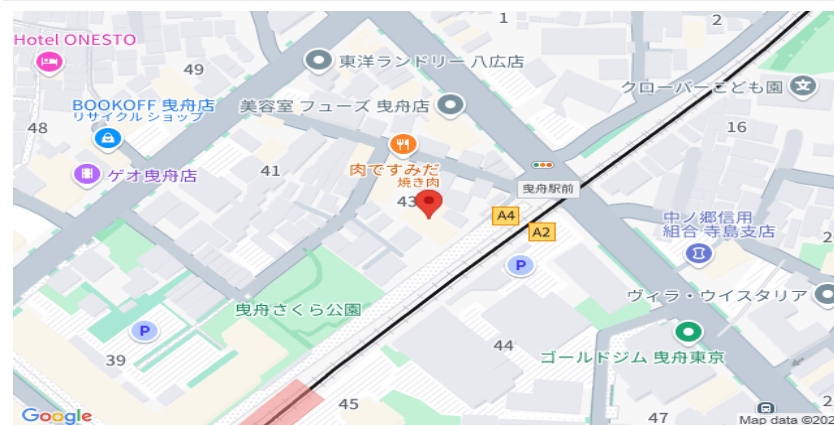 1
2
Hotel ONESTO
49
東洋ランドリー 八広店
クローバーこども園
BOOKOFF 曳舟店
リサイクル ショップ
美容室 フューズ 曳舟店
48
16
41
ゲオ曳舟店
肉ですみだ
焼き肉
曳舟駅前
43
A4
A2
中ノ郷信用
組合 寺島支店
P
ヴィラ・ウイスタリア
曳舟さくら公園
P
39
44
ゴールドジム 曳舟東京
45
47
Google
Map data ©202